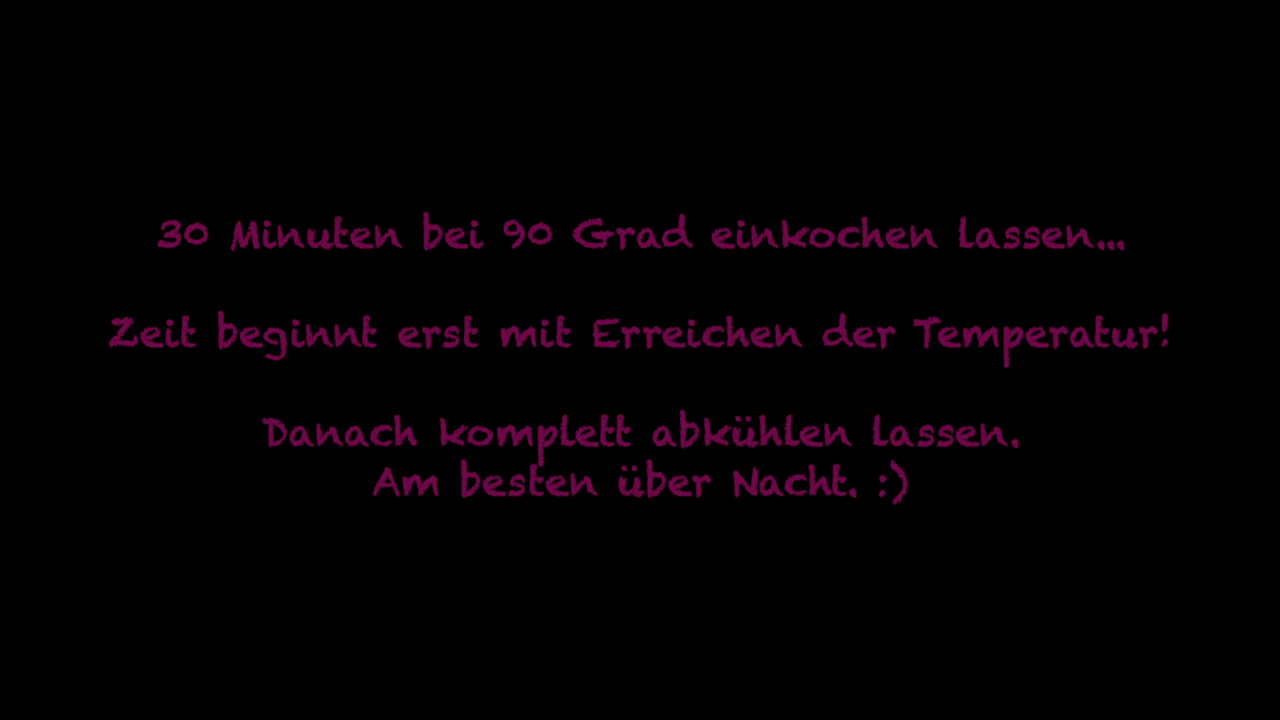 30 Minuten bei 90 Grad einkochen lassen...
Zeit beginnt erst mit Erreichen der Temperatur!
Danach komplett abkühlen lassen.
Am besten über Nacht. :)